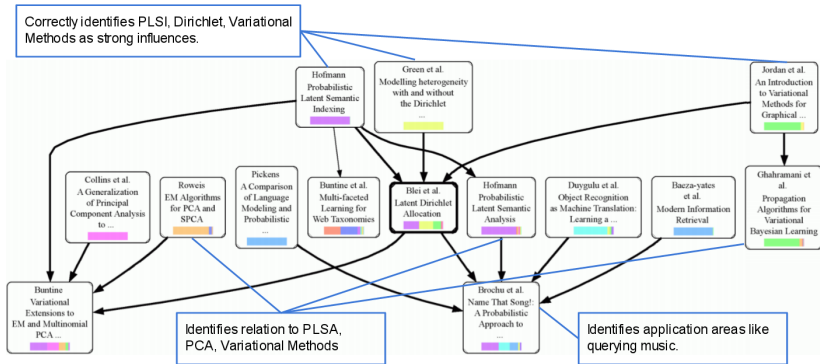 Correctly identifies PLSI, Dirichlet, Variational
Methods as strong influences.
Hofmann
Probabilistic
Latent Semantic
Indexing
Green et al.
Modelling heterogeneity
with and without
the Dirichlet
...
Jordan et al.
An Introduction
to Variational
Methods for
Graphical ...
Collins et al.
A Generalization
of Principal
Component Analysis
to ...
Roweis
EM Algorithms
for PCA and
SPCA
Pickens
A Comparison
of Language
Modeling and
Probabilistic ...
Buntine et al.
Multi-Faceted
Learning for
Web Taxonomies
Blei et al.
Latent Dirichlet
Allocation
Hofmann
Probabilistic
Latent Semantic
Analysis
Duygulu et al.
Object Recognition
as Machine Translation:
Learning a ...
Baeza-yates
et al.
Modern Information
Retrieval
Ghahramani et al.
Propagation
Algorithms for
Variational
Bayesian Learning
Buntine
Variational
Extensions to
EM and Multinomial
PCA ...
Identifies relation to PLSA,
PCA, Variational Methods
Brochu et al.
Name That Song!:
A Probabilistic
Approach to
...
Identifies application areas like
querying music.